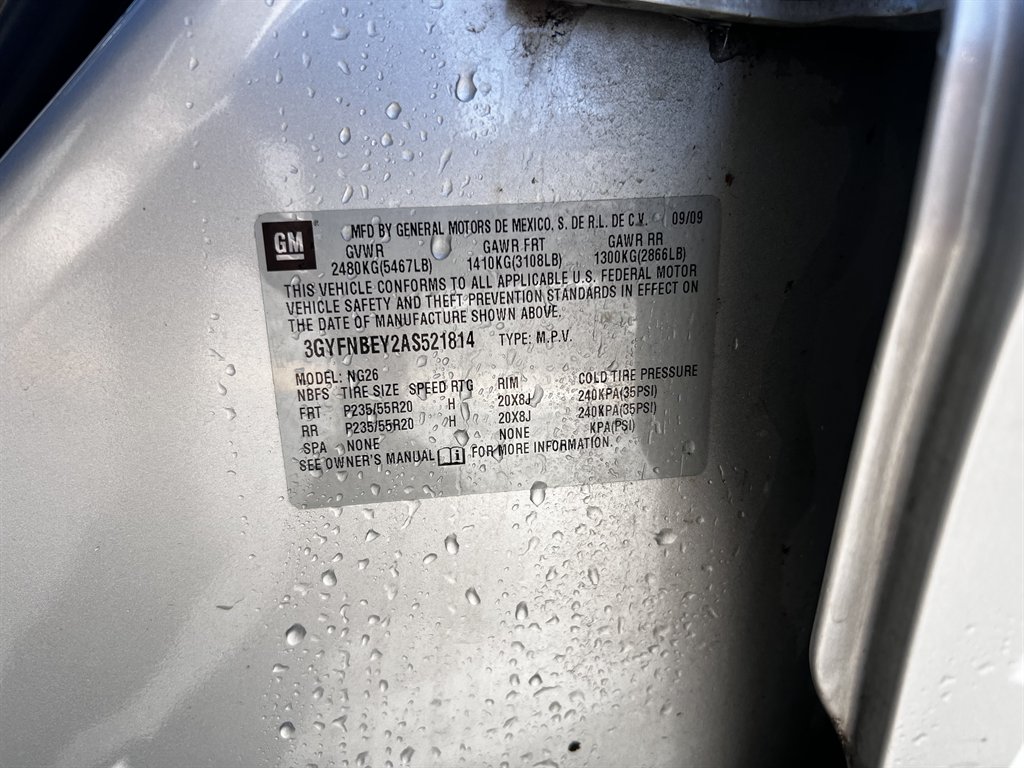 GM ® MFD BY GENERAL MOTORS DE MEXICO, S. DE R.L. DE C.V. 09/09
GVWR GAWR FRT GAWR RR
2480KG(5467LB) 1410KG(3108LB) 1300KG(2866LB)
THIS VEHICLE CONFORMS TO ALL APPLICABLE U.S. FEDERAL MOTOR
VEHICLE SAFETY AND THEFT PREVENTION STANDARDS IN EFFECT ON
THE DATE OF MANUFACTURE SHOWN ABOVE.
3GYFNBEY2AS521814 TYPE: M.P.V.
MODEL: NG26
NBFS TIRE SIZE SPEED RTG RIM COLD TIRE PRESSURE
FRT P235/55R20 H 20X8J 240KPA(35PSI)
RR P235/55R20 H 20X8J 240KPA(35PSI)
SPA NONE NONE KPA(PSI)
SEE OWNER'S MANUAL i FOR MORE INFORMATION.